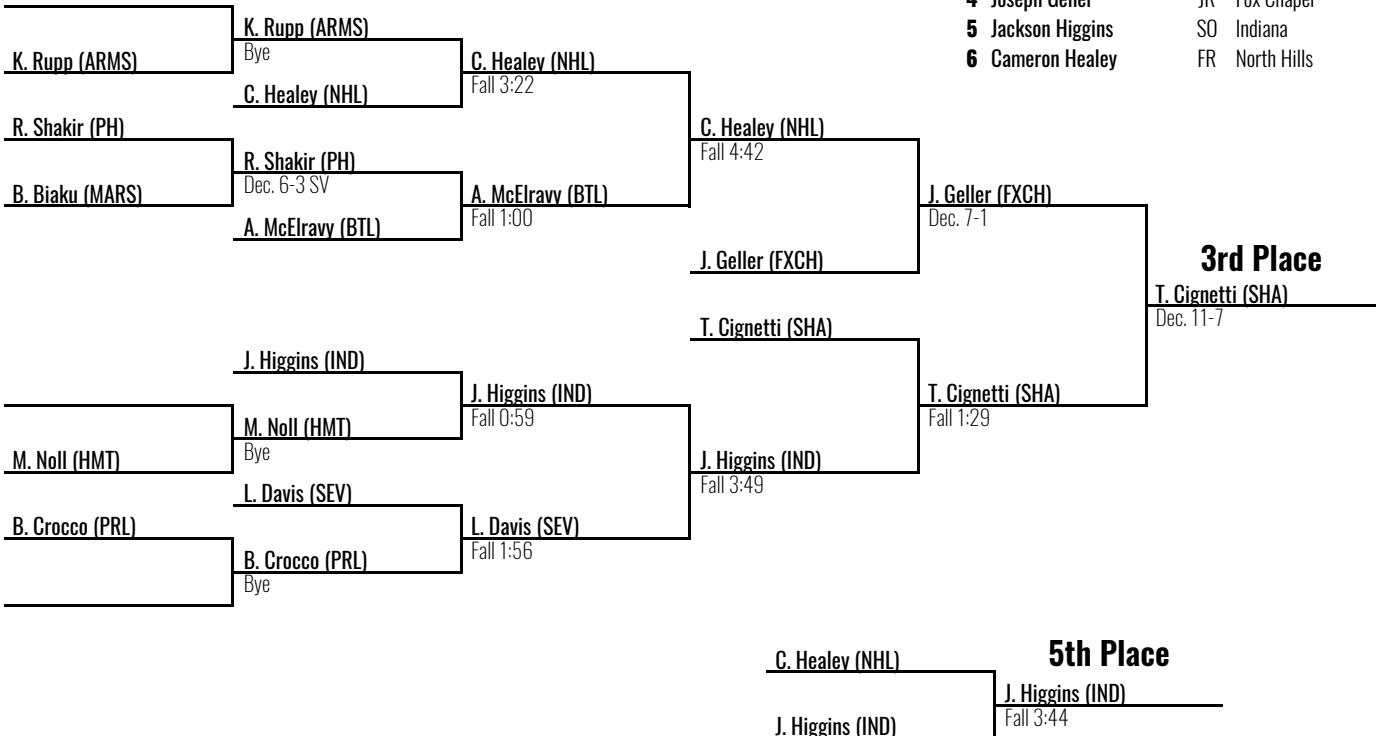 4 Joseph Geller JR Fox Chapel
5 Jackson Higgins SO Indiana
6 Cameron Healey FR North Hills
K. Rupp (ARMS)
K. Rupp (ARMS)
Bye
C. Healey (NHL)
C. Healey (NHL)
Fall 3:22
R. Shakir (PH)
B. Biaku (MARS)
R. Shakir (PH)
Dec. 6-3 SV
A. McElravy (BTL)
A. McElravy (BTL)
Fall 1:00
C. Healey (NHL)
Fall 4:42
J. Geller (FXCH)
J. Geller (FXCH)
Dec. 7-1
3rd Place
T. Cignetti (SHA)
Dec. 11-7
T. Cignetti (SHA)
T. Cignetti (SHA)
Fall 1:29
J. Higgins (IND)
J. Higgins (IND)
Fall 0:59
M. Noll (HMT)
M. Noll (HMT)
Bye
J. Higgins (IND)
Fall 3:49
L. Davis (SEV)
L. Davis (SEV)
Fall 1:56
B. Crocco (PRL)
B. Crocco (PRL)
Bye
5th Place
C. Healey (NHL)
J. Higgins (IND)
Fall 3:44
J. Higgins (IND)